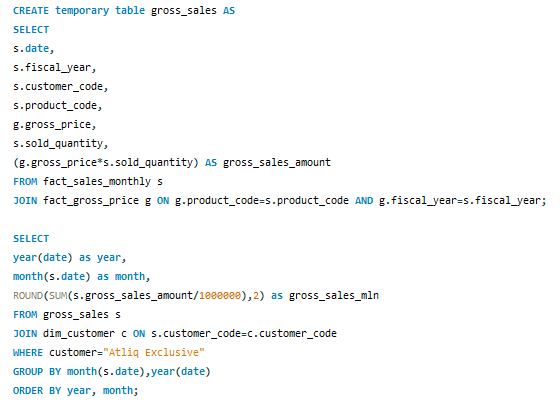 CREATE temporary table gross_sales AS
SELECT
s.date,
s.fiscal_year,
s.customer_code,
s.product_code,
g.gross_price,
s.sold_quantity,
(g.gross_price*s.sold_quantity) AS gross_sales_amount
FROM fact_sales_monthly s
JOIN fact_gross_price g ON g.product_code=s.product_code AND g.fiscal_year=s.fiscal_year;
SELECT
year(date) as year,
month(s.date) as month,
ROUND(SUM(s.gross_sales_amount/1000000),2) as gross_sales_mln
FROM gross_sales s
JOIN dim_customer c ON s.customer_code=c.customer_code
WHERE customer="Atliq Exclusive"
GROUP BY month(s.date),year(date)
ORDER BY year, month;